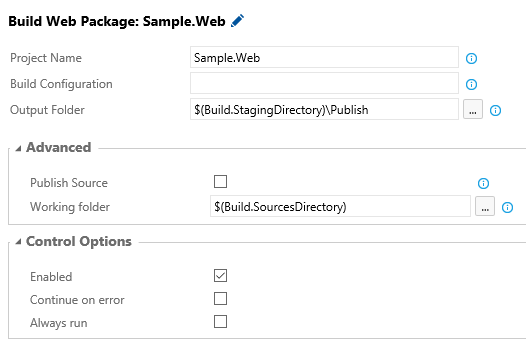 Build Web Package: Sample.Web
Project Name Sample.Web
Build Configuration
Output Folder $(Build.StagingDirectory)\Publish ...
Advanced
Publish Source
Working folder $(Build.SourcesDirectory) ...
Control Options
Enabled
Continue on error
Always run